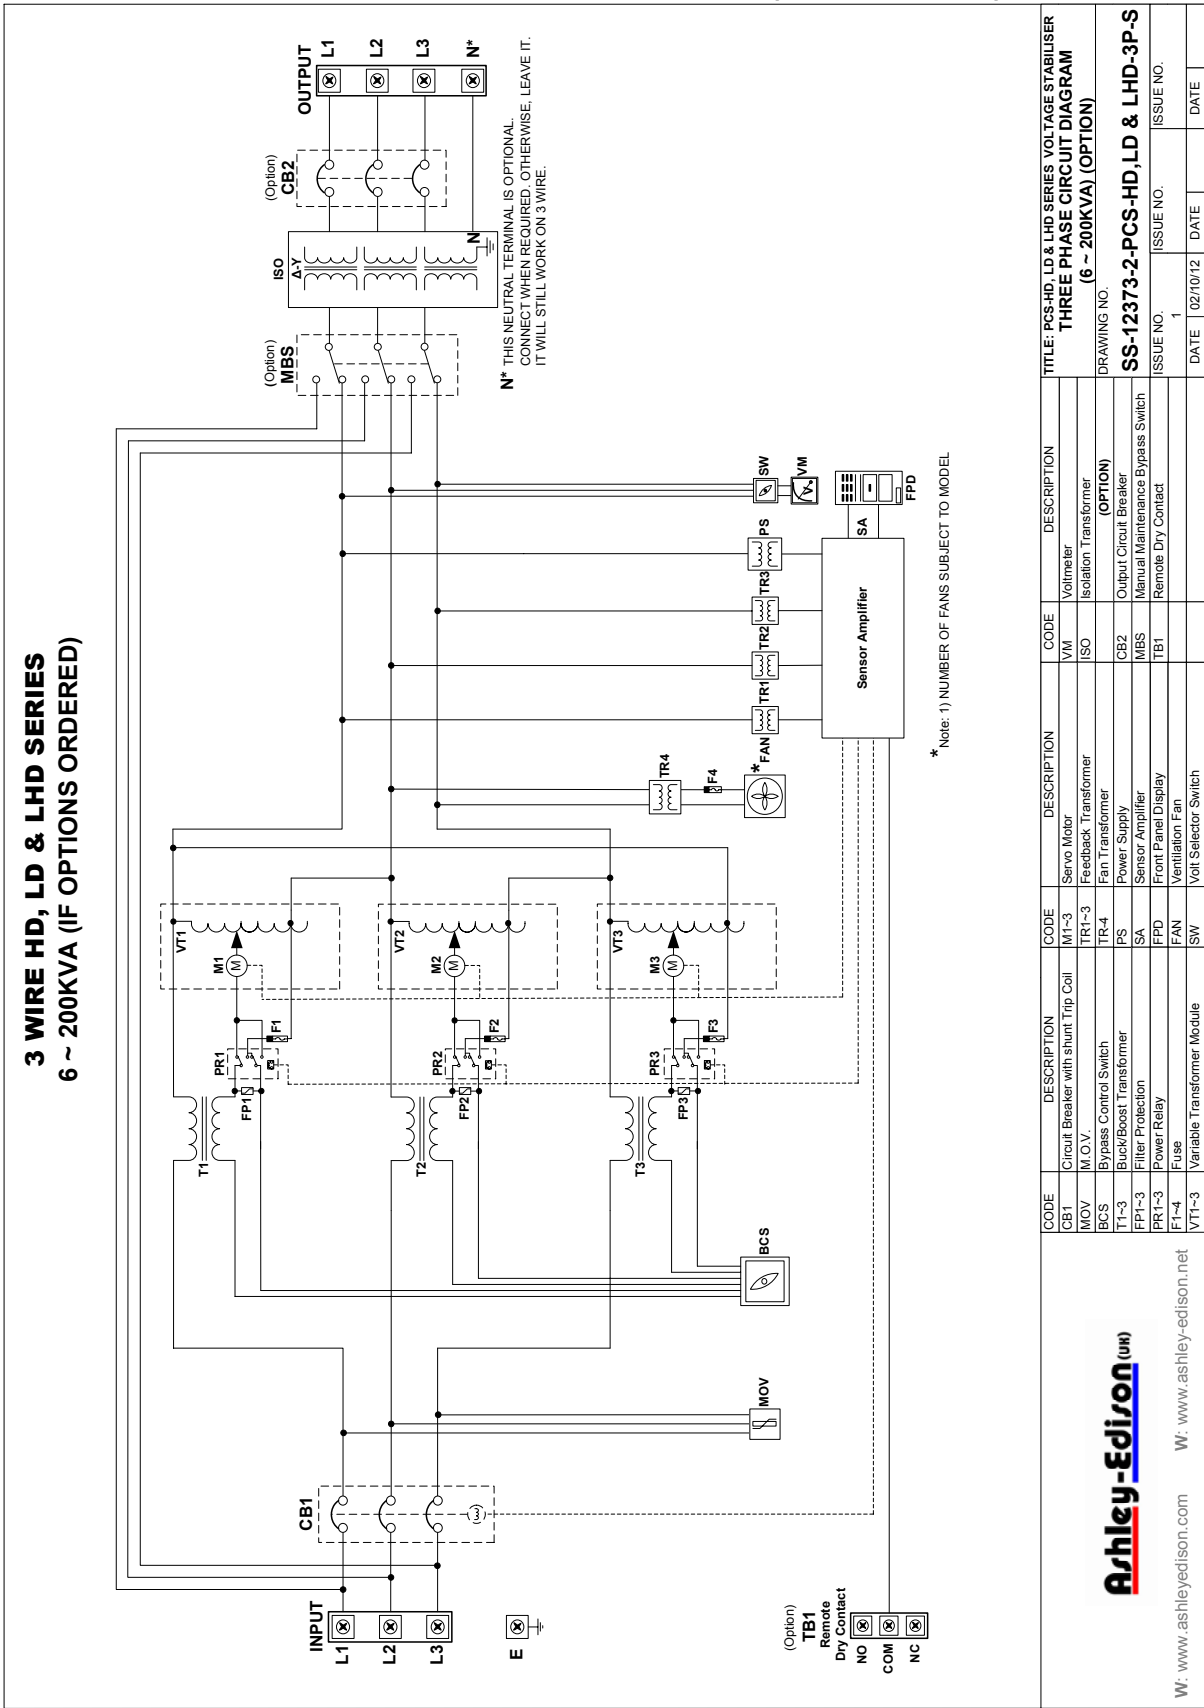 3 WIRE HD, LD & LHD SERIES
6 ~ 200KVA (IF OPTIONS ORDERED)
INPUT
L1
L2
L3
E
CB1
MOV
BCS
T1
T2
T3
FP1
FP2
FP3
PR1
PR2
PR3
F1
F2
F3
M1
M2
M3
M
M
M
VT1
VT2
VT3
TR4
F4
*
FAN
TR1
TR2
TR3
PS
SW
VM
V
Sensor Amplifier
SA
FPD
(Option)
MBS
ISO
Δ-Y
N
(Option)
CB2
OUTPUT
L1
L2
L3
N*
N* THIS NEUTRAL TERMINAL IS OPTIONAL.
CONNECT WHEN REQUIRED. OTHERWISE, LEAVE IT.
IT WILL STILL WORK ON 3 WIRE.
(Option)
TB1
Remote
Dry Contact
NO
COM
NC
* Note: 1) NUMBER OF FANS SUBJECT TO MODEL
Ashley-Edison (UK)
W: www.ashleyedison.com W: www.ashley-edison.net
CODE DESCRIPTION CODE DESCRIPTION CODE DESCRIPTION
CB1 Circuit Breaker with shunt Trip Coil M1~3 Servo Motor VM Voltmeter
MOV M.O.V. TR1~3 Feedback Transformer ISO Isolation Transformer
BCS Bypass Control Switch TR-4 Fan Transformer (OPTION)
T1~3 Buck/Boost Transformer PS Power Supply CB2 Output Circuit Breaker
FP1~3 Filter Protection SA Sensor Amplifier MBS Manual Maintenance Bypass Switch
PR1~3 Power Relay FPD Front Panel Display TB1 Remote Dry Contact
F1~4 Fuse FAN Ventilation Fan
VT1~3 Variable Transformer Module SW Volt Selector Switch
TITLE: PCS-HD, LD & LHD SERIES VOLTAGE STABILISER
THREE PHASE CIRCUIT DIAGRAM
(6 ~ 200KVA) (OPTION)
DRAWING NO.
SS-12373-2-PCS-HD,LD & LHD-3P-S
ISSUE NO. ISSUE NO. ISSUE NO.
1
DATE 02/10/12 DATE DATE